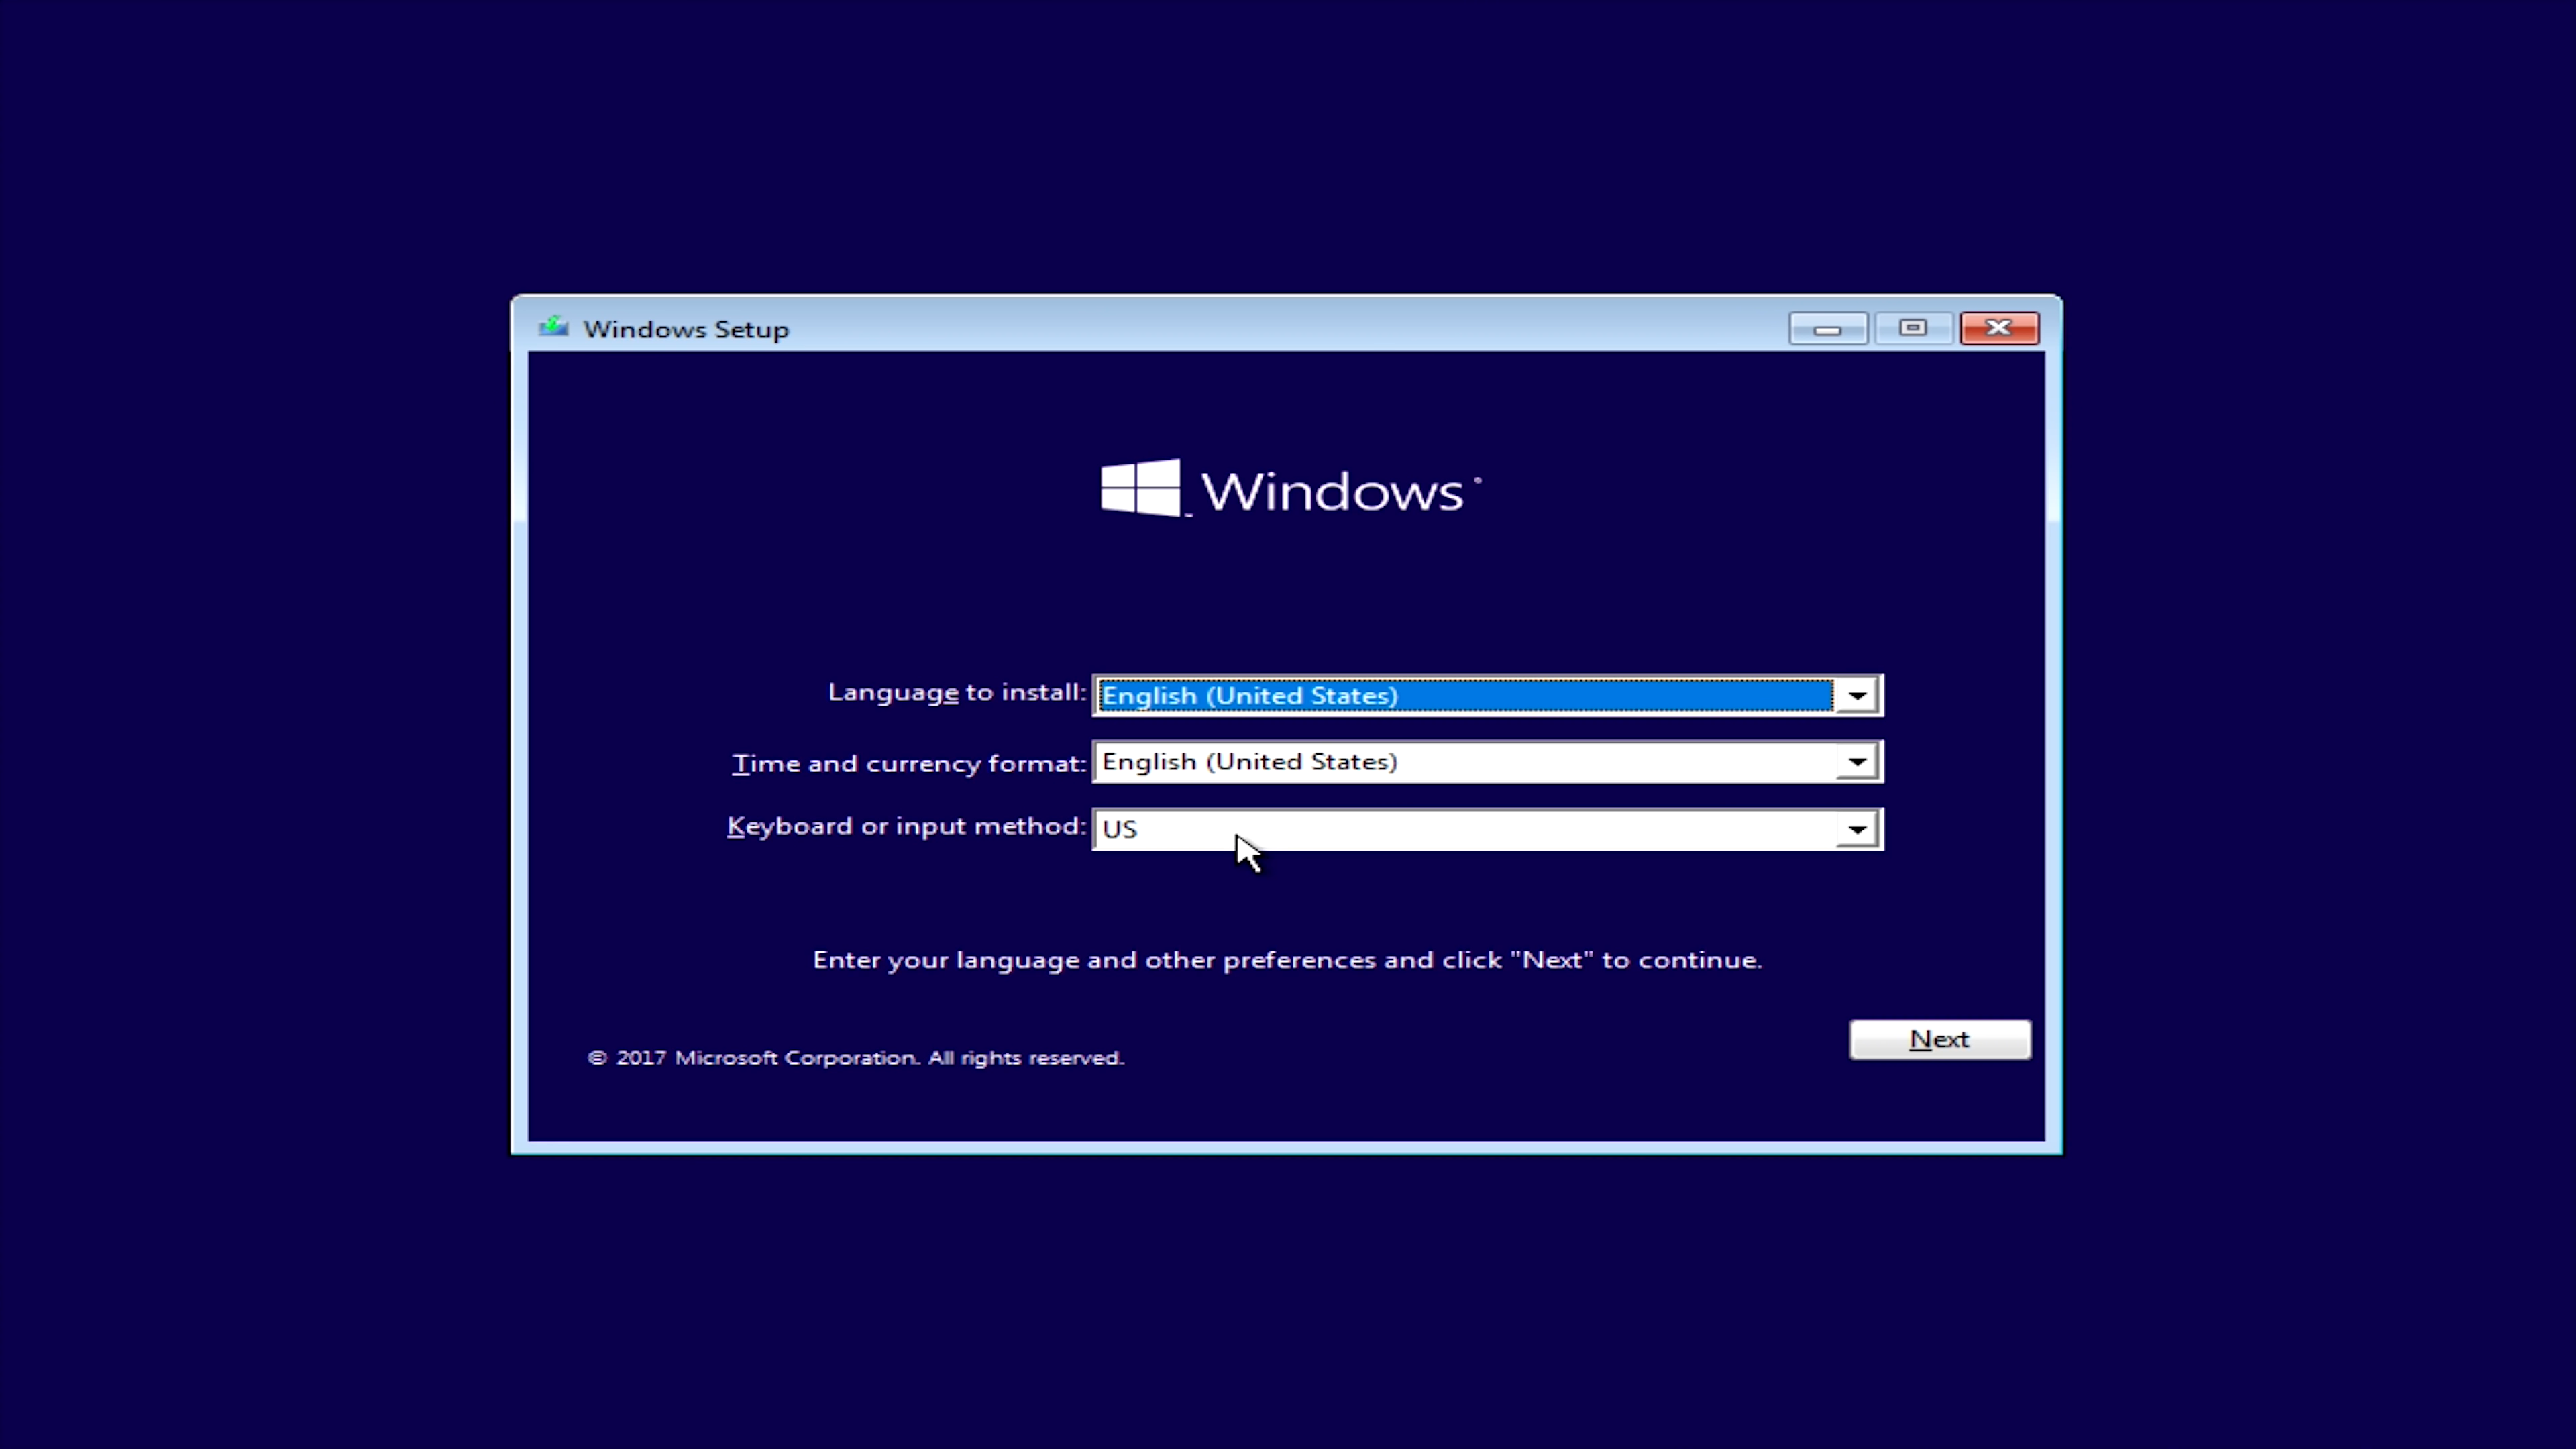 Windows Setup
Windows
Language to install: English (United States)
Time and currency format: English (United States)
Keyboard or input method: US
Enter your language and other preferences and click "Next" to continue.
Next
© 2017 Microsoft Corporation. All rights reserved.